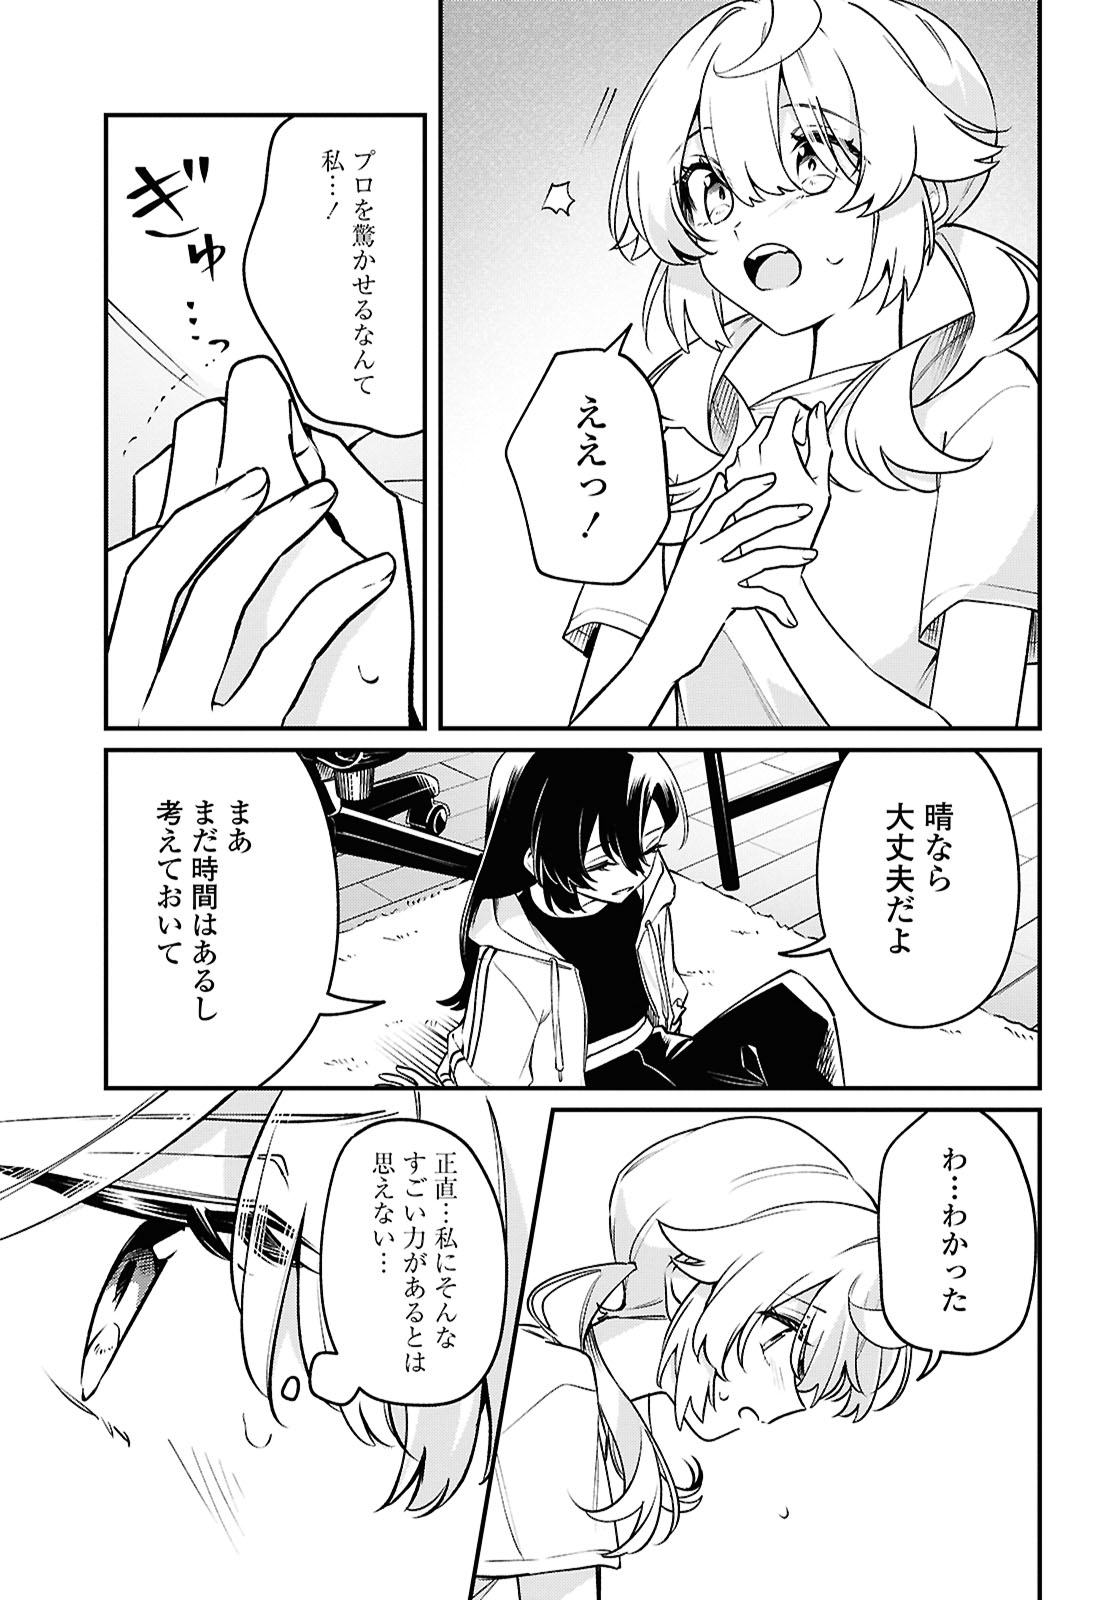 ええっ！
プロを驚かせるなんて
私…！
ぎゅ
っ
晴なら
大丈夫だよ
まあ
まだ時間はあるし
考えておいて
わ…わかった
正直…私にそんな
すごい力があるとは
思えない…